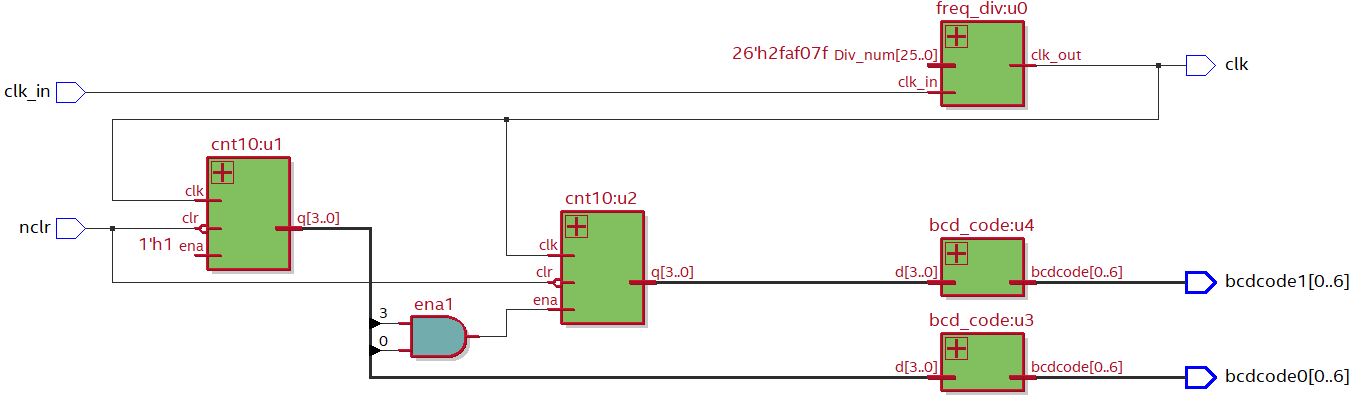 freq_div:u0
26'h2faf07f Div_num[25..0]
clk_out
clk
clk_in
clk_in
cnt10:u1
clk
clr
q[3..0]
nclr
1'h1 ena
cnt10:u2
clk
clr
q[3..0]
ena
bcd_code:u4
d[3..0]
bcdcode[0..6]
bcdcode1[0..6]
ena1
3
0
bcd_code:u3
d[3..0]
bcdcode[0..6]
bcdcode0[0..6]